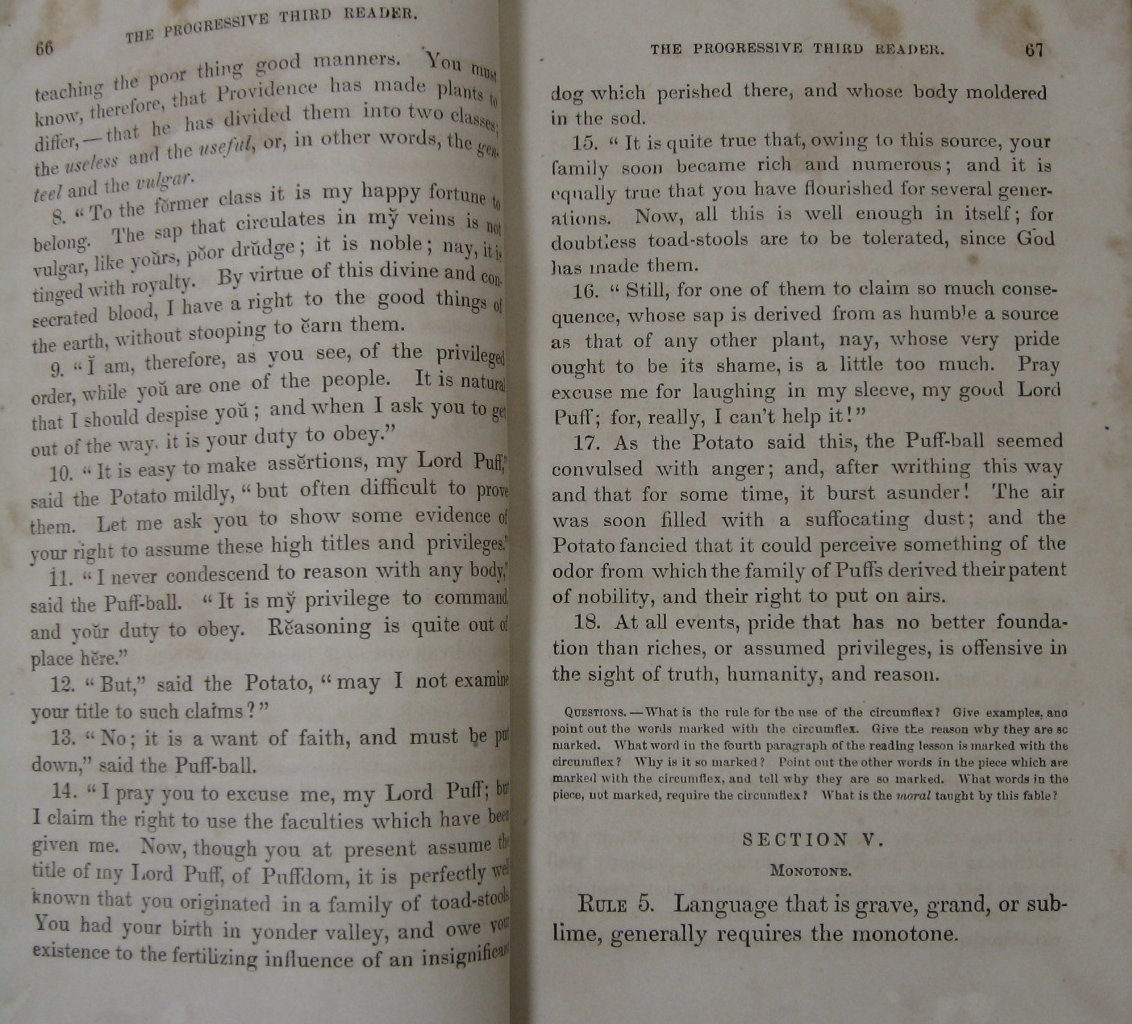 66
THE PROGRESSIVE THIRD READER.
teaching the poor thing good manners. You must
know, therefore, that Providence has made plants to
differ,—that he has divided them into two classes;
the useless and the useful, or, in other words, the gen-
teel and the vulgar.
8. “To the fŏrmer class it is my happy fortune to
belong. The sap that circulates in mў veins is not
vulgar, like yoŭrs, pŏor drŭdge; it is noble; nay, it is
tinged with royalty. By virtue of this divine and con-
secrated blood, I have a right to the good things of
the earth, without stooping to ĕarn them.
9. “Ĭ am, therefore, as you see, of the privileged
order, while yoŭ are one of the people. It is natural
that I should despise yoŭ; and when I ask you to get
out of the way, it is your duty to obey.”
10. “It is easy to make assĕrtions, my Lord Puff,”
said the Potato mildly, “but often difficult to prove
them. Let me ask you to show some evidence of
your right to assume these high titles and privileges.”
11. “I never condescend to reason with any body,”
said the Puff-ball. “It is mў privilege to command,
and yoŭr duty to obey. Rĕasoning is quite out of
place hĕre.”
12. “But,” said the Potato, “may I not examine
your title to such claĭms?”
13. “No; it is a want of faith, and must be put
down,” said the Puff-ball.
14. “I pray you to excuse me, my Lord Puff; but
I claim the right to use the faculties which have been
given me. Now, though you at present assume the
title of my Lord Puff, of Puffdom, it is perfectly well
known that you originated in a family of toad-stools.
You had your birth in yonder valley, and owe your
existence to the fertilizing influence of an insignificant
THE PROGRESSIVE THIRD READER.
67
dog which perished there, and whose body moldered
in the sod.
15. “It is quite true that, owing to this source, your
family soon became rich and numerous; and it is
equally true that you have flourished for several gener-
ations. Now, all this is well enough in itself; for
doubtless toad-stools are to be tolerated, since God
has made them.
16. “Still, for one of them to claim so much conse-
quence, whose sap is derived from as humble a source
as that of any other plant, nay, whose very pride
ought to be its shame, is a little too much. Pray
excuse me for laughing in my sleeve, my good Lord
Puff; for, really, I can’t help it!”
17. As the Potato said this, the Puff-ball seemed
convulsed with anger; and, after writhing this way
and that for some time, it burst asunder! The air
was soon filled with a suffocating dust; and the
Potato fancied that it could perceive something of the
odor from which the family of Puffs derived their patent
of nobility, and their right to put on airs.
18. At all events, pride that has no better founda-
tion than riches, or assumed privileges, is offensive in
the sight of truth, humanity, and reason.
QUESTIONS.—What is the rule for the use of the circumflex? Give examples, and
point out the words marked with the circumflex. Give the reason why they are so
marked. What word in the fourth paragraph of the reading lesson is marked with the
circumflex? Why is it so marked? Point out the other words in the piece which are
marked with the circumflex, and tell why they are so marked. What words in the
piece, not marked, require the circumflex? What is the moral taught by this fable?
SECTION V.
MONOTONE.
RULE 5. Language that is grave, grand, or sub-
lime, generally requires the monotone.